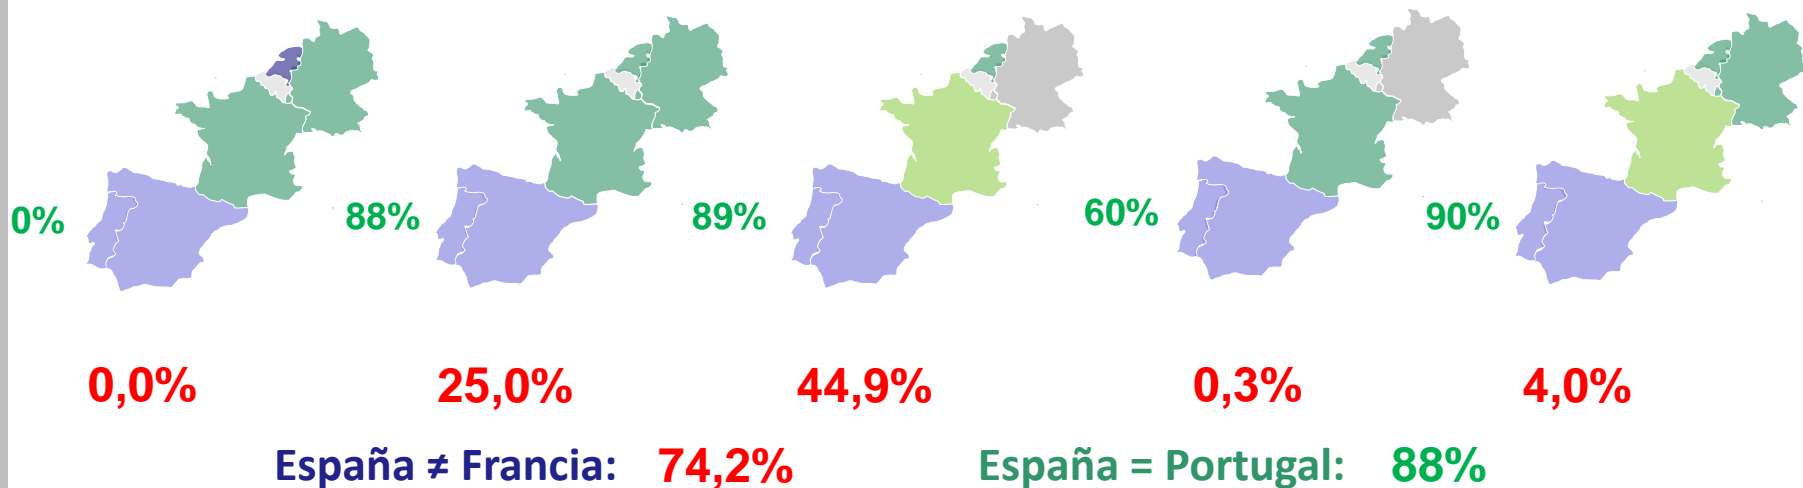 0% 88% 89% 60% 90%
0,0% 25,0% 44,9% 0,3% 4,0%
España ≠ Francia: 74,2% España = Portugal: 88%